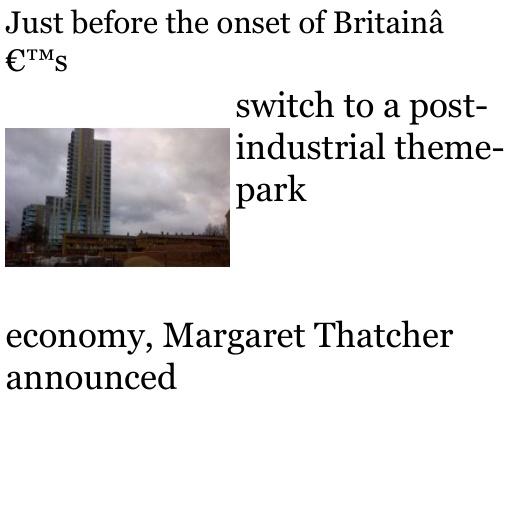 Just before the onset of Britainâ
€™s
switch to a post-
industrial theme-
park
economy, Margaret Thatcher
announced